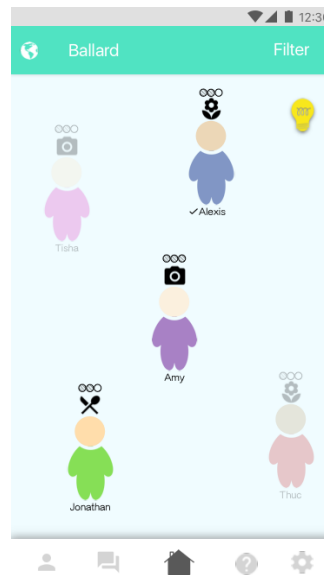 12:30
Ballard
Filter
Alexis
Tisha
Amy
Jonathan
Thuc